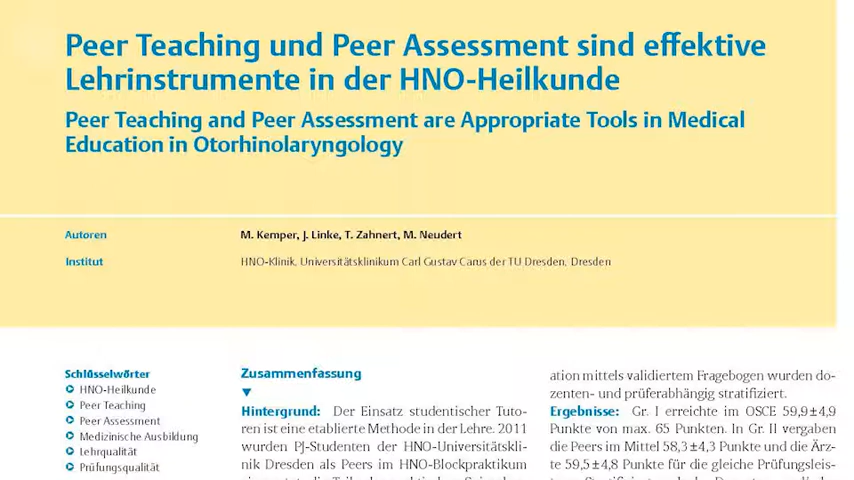 Peer Teaching und Peer Assessment sind effektive
Lehrinstrumente in der HNO-Heilkunde
Peer Teaching and Peer Assessment are Appropriate Tools in Medical
Education in Otorhinolaryngology
Autoren
M. Kemper, J. Linke, T. Zahnert, M. Neudert
Institut
HNO-Klinik, Universitätsklinikum Carl Gustav Carus der TU Dresden, Dresden
Schlüsselwörter
HNO-Heilkunde
Peer Teaching
Peer Assessment
Medizinische Ausbildung
Lehrqualität
Prüfungsqualität
Zusammenfassung
Hintergrund: Der Einsatz studentischer Tuto-
ren ist eine etablierte Methode in der Lehre. 2011
wurden PJ-Studenten der HNO-Universitätskli-
nik Dresden als Peers im HNO-Blockpraktikum
ation mittels validiertem Fragebogen wurden do-
zenten- und prüferabhängig stratifiziert.
Ergebnisse: Gr. I erreichte im OSCE 59,9±4,9
Punkte von max. 65 Punkten. In Gr. II vergaben
die Peers im Mittel 58,3±4,3 Punkte und die Ärz-
te 59,5±4,8 Punkte für die gleiche Prüfungsleis-